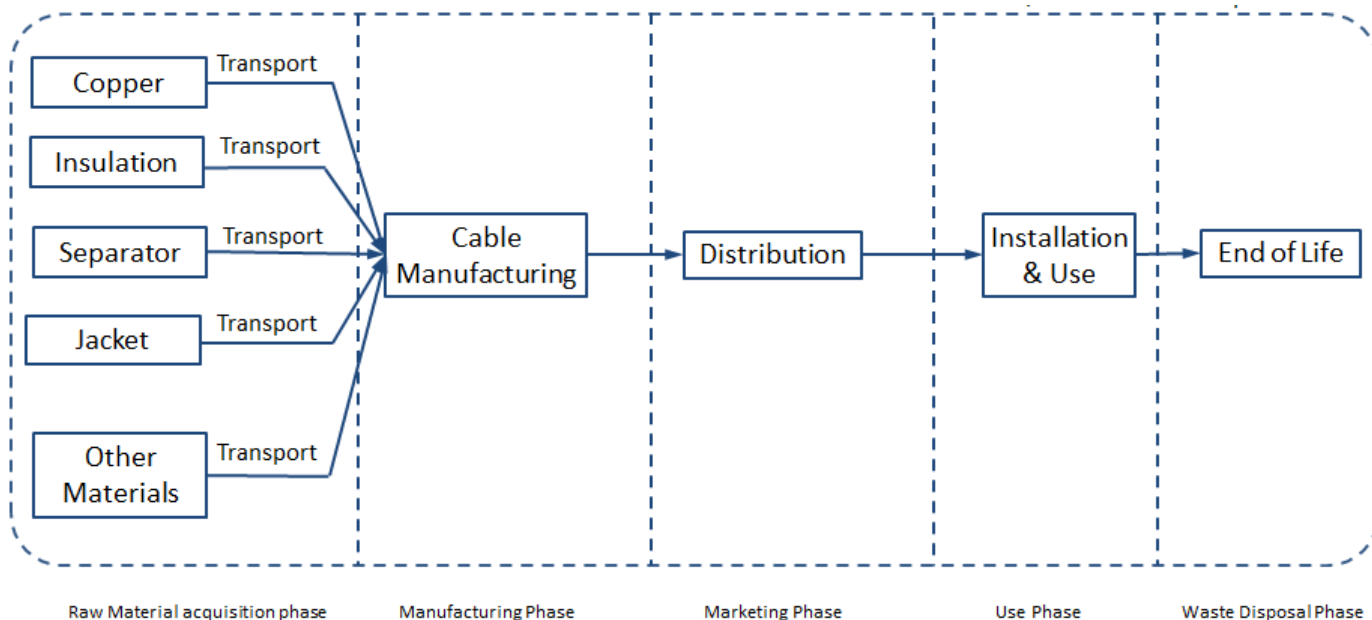 Copper
Transport
Insulation
Transport
Separator
Transport
Jacket
Transport
Other
Materials
Transport
Cable
Manufacturing
Distribution
Installation
& Use
End of Life
Raw Material acquisition phase
Manufacturing Phase
Marketing Phase
Use Phase
Waste Disposal Phase